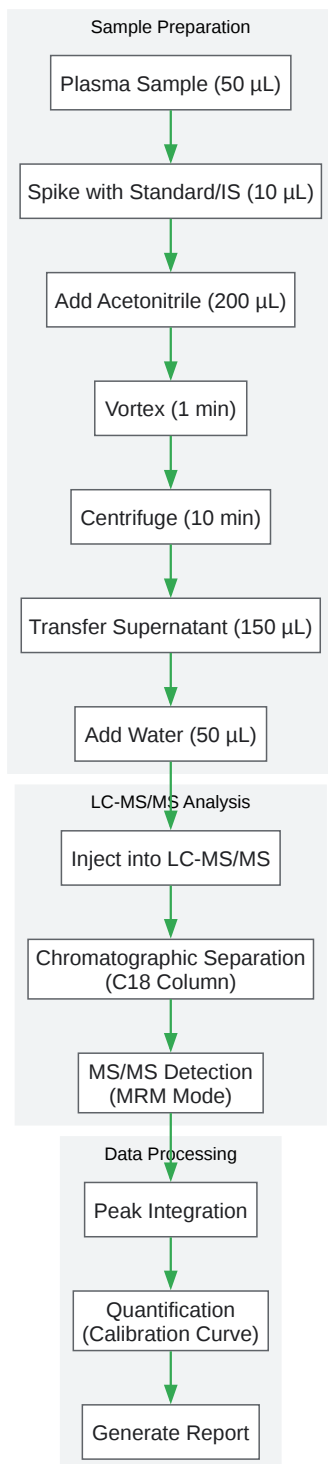 Sample Preparation
Plasma Sample (50 µL)
Spike with Standard/IS (10 µL)
Add Acetonitrile (200 µL)
Vortex (1 min)
Centrifuge (10 min)
Transfer Supernatant (150 µL)
Add Water (50 µL)
LC-MS/MS Analysis
Inject into LC-MS/MS
Chromatographic Separation
(C18 Column)
MS/MS Detection
(MRM Mode)
Data Processing
Peak Integration
Quantification
(Calibration Curve)
Generate Report